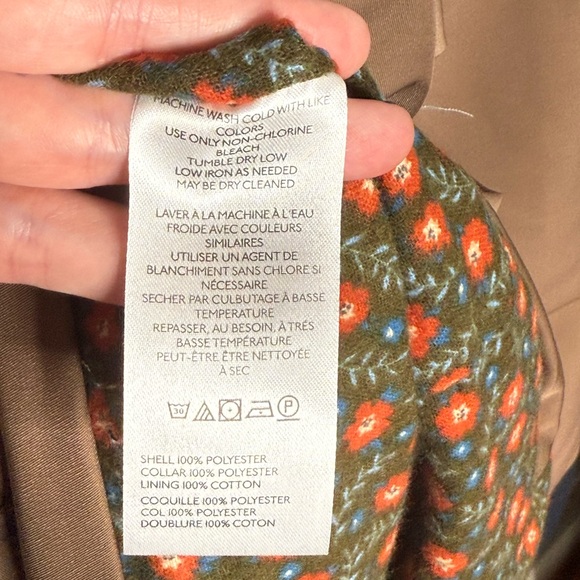 MACHINE WASH COLD WITH LIKE
COLORS
USE ONLY NON-CHLORINE
BLEACH
TUMBLE DRY LOW
LOW IRON AS NEEDED
MAY BE DRY CLEANED
LAVER À LA MACHINE À L'EAU
FROIDE AVEC COULEURS
SIMILAIRES
UTILISER UN AGENT DE
BLANCHIMENT SANS CHLORE SI
NÉCESSAIRE
SECHER PAR CULBUTAGE À BASSE
TEMPERATURE
REPASSER, AU BESOIN, À TRÉS
BASSE TEMPÉRATURE
PEUT-ÊTRE ÊTRE NETTOYÉE
À SEC
30 P
SHELL 100% POLYESTER
COLLAR 100% POLYESTER
LINING 100% COTTON
COQUILLE 100% POLYESTER
COL 100% POLYESTER
DOUBLURE 100% COTON